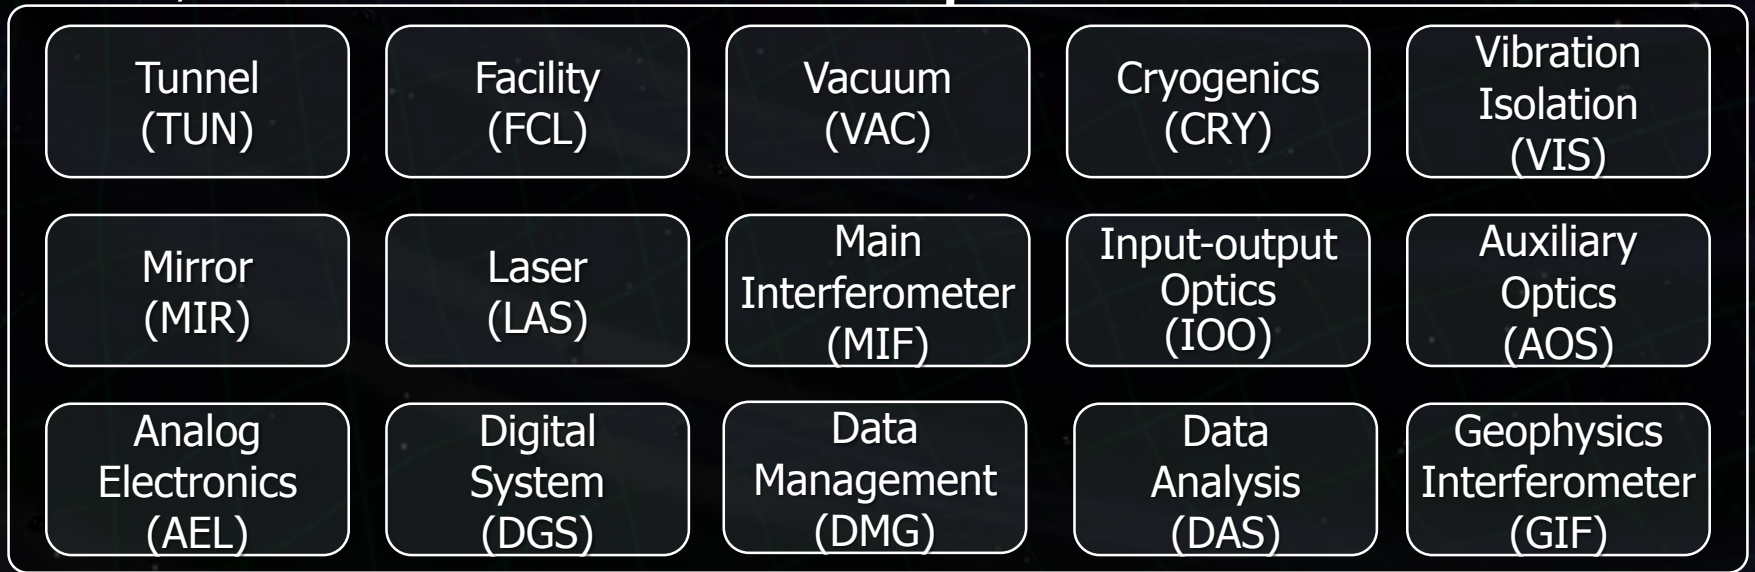 Tunnel
(TUN)
Facility
(FCL)
Vacuum
(VAC)
Cryogenics
(CRY)
Vibration
Isolation
(VIS)
Mirror
(MIR)
Laser
(LAS)
Main
Interferometer
(MIF)
Input-output
Optics
(IOO)
Auxiliary
Optics
(AOS)
Analog
Electronics
(AEL)
Digital
System
(DGS)
Data
Management
(DMG)
Data
Analysis
(DAS)
Geophysics
Interferometer
(GIF)